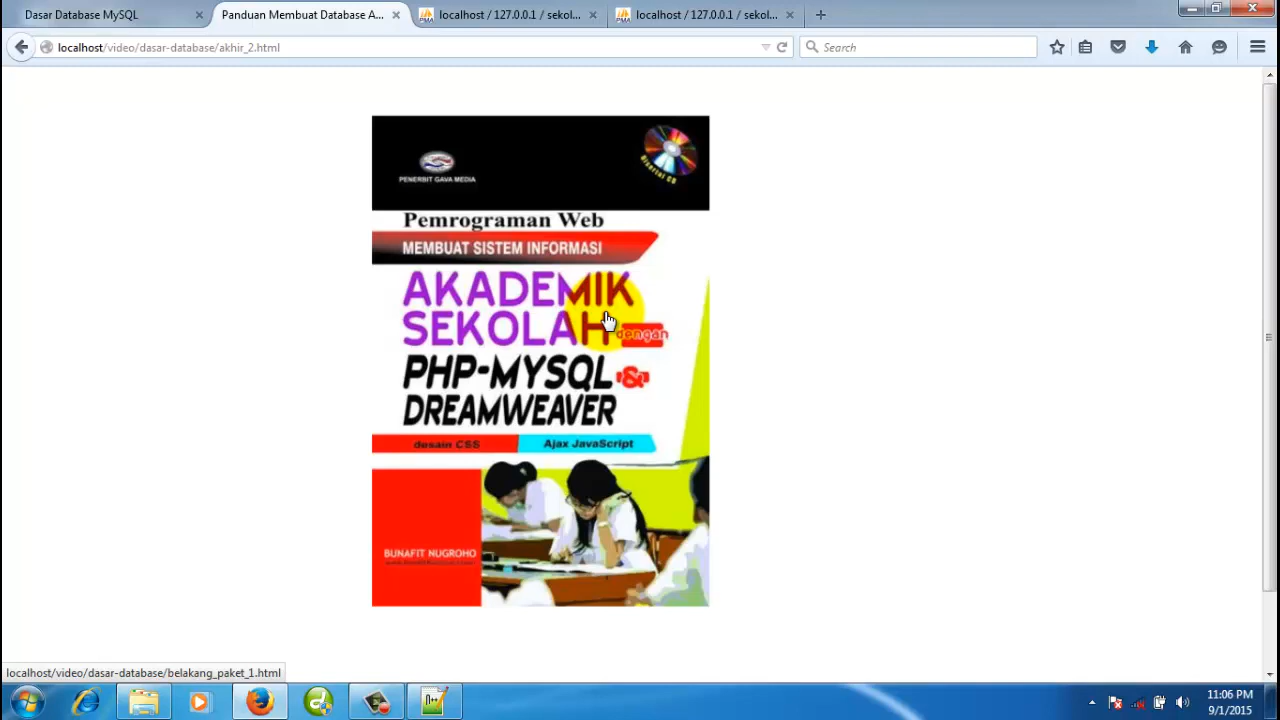 Dasar Database MySQL
Panduan Membuat Database A...
localhost / 127.0.0.1 / sekol...
localhost / 127.0.0.1 / sekol...
localhost/video/dasar-database/akhir_2.html
Search
Disertai CD
PENERBIT GAVA MEDIA
Pemrograman Web
MEMBUAT SISTEM INFORMASI
AKADEMIK
SEKOLAH dengan
PHP-MYSQL &
DREAMWEAVER
desain CSS
Ajax JavaScript
BUNAFIT NUGROHO
localhost/video/dasar-database/belakang_paket_1.html
11:06 PM
9/1/2015